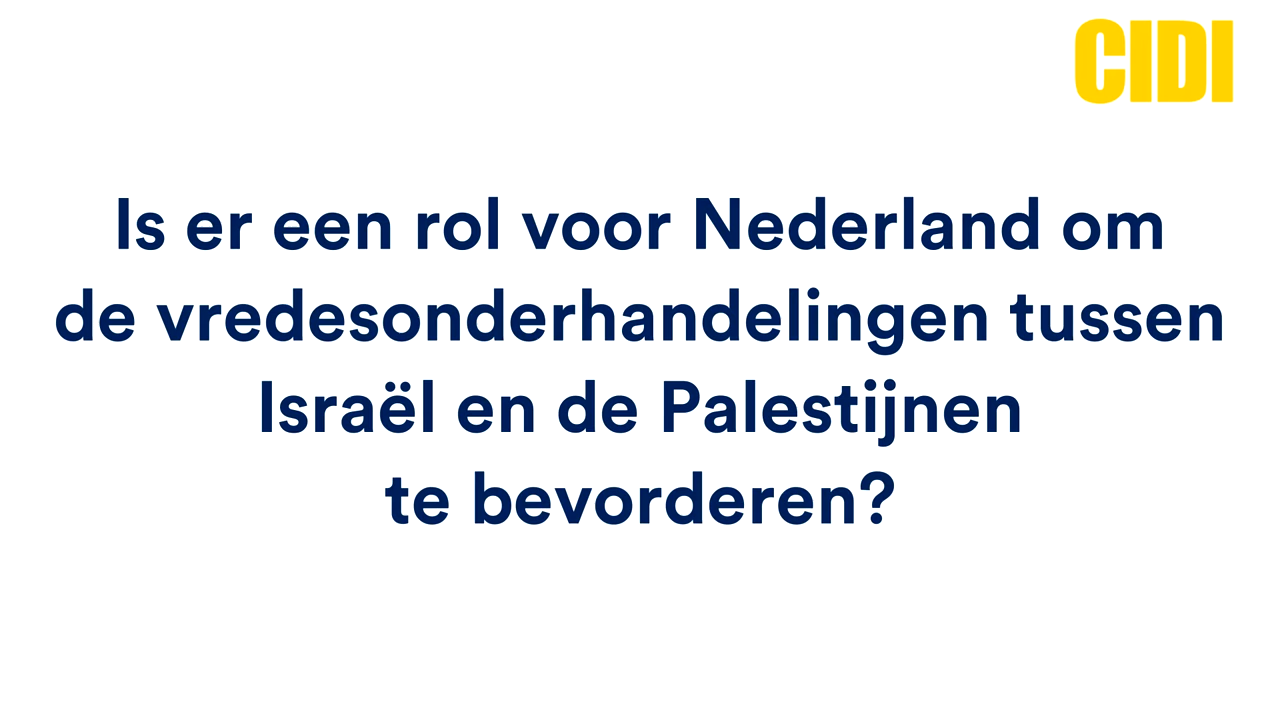 CIDI
Is er een rol voor Nederland om
de vredesonderhandelingen tussen
Israël en de Palestijnen
te bevorderen?